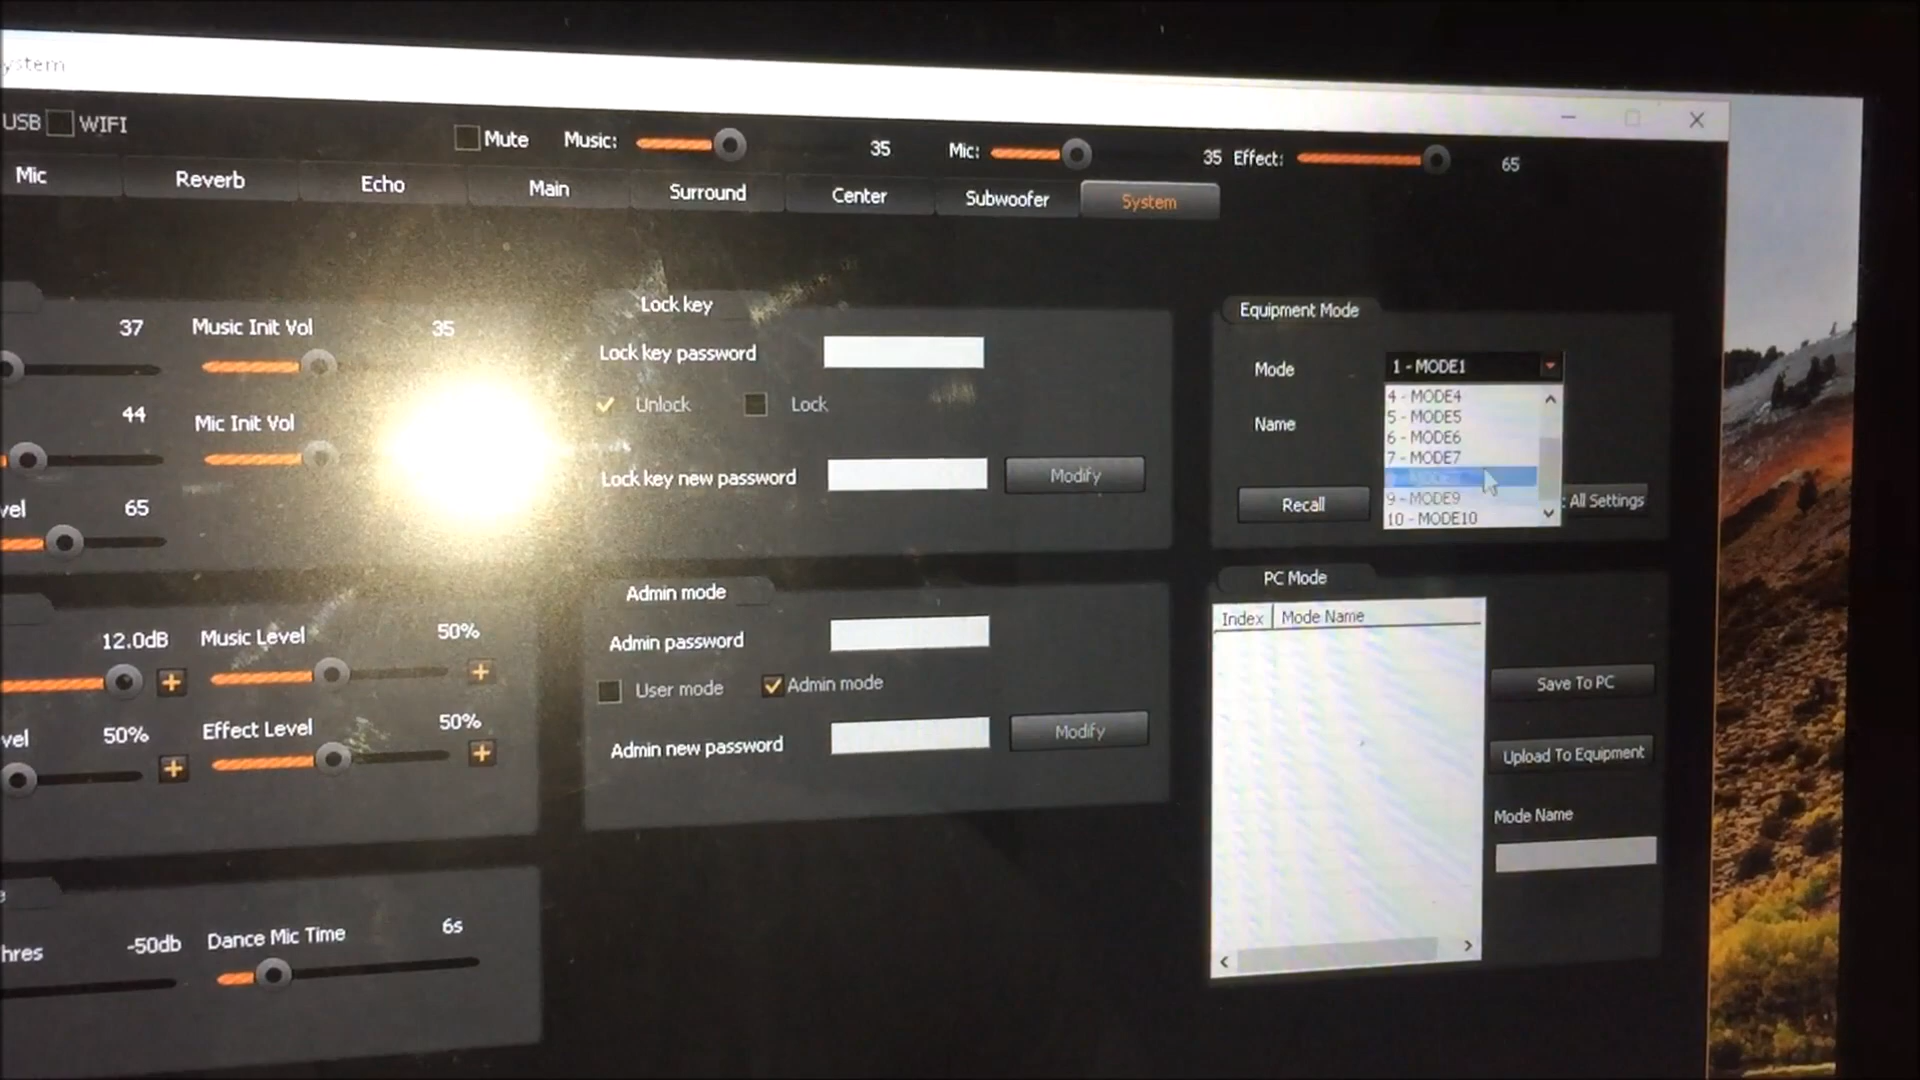 ystem
USB WIFI
Mute Music: 35 Mic: 35 Effect: 65
Mic Reverb Echo Main Surround Center Subwoofer System
37 Music Init Vol 35
44 Mic Init Vol
vel 65
Lock key
Lock key password
Unlock Lock
Lock key new password Modify
Equipment Mode
Mode 1 - MODE1
4 - MODE4
5 - MODE5
6 - MODE6
7 - MODE7
9 - MODE9
10 - MODE10
Name
Recall : All Settings
12.0dB Music Level 50%
vel 50% Effect Level 50%
Admin mode
Admin password
User mode Admin mode
Admin new password Modify
PC Mode
Index Mode Name
Save To PC
Upload To Equipment
Mode Name
e
hres -50db Dance Mic Time 6s